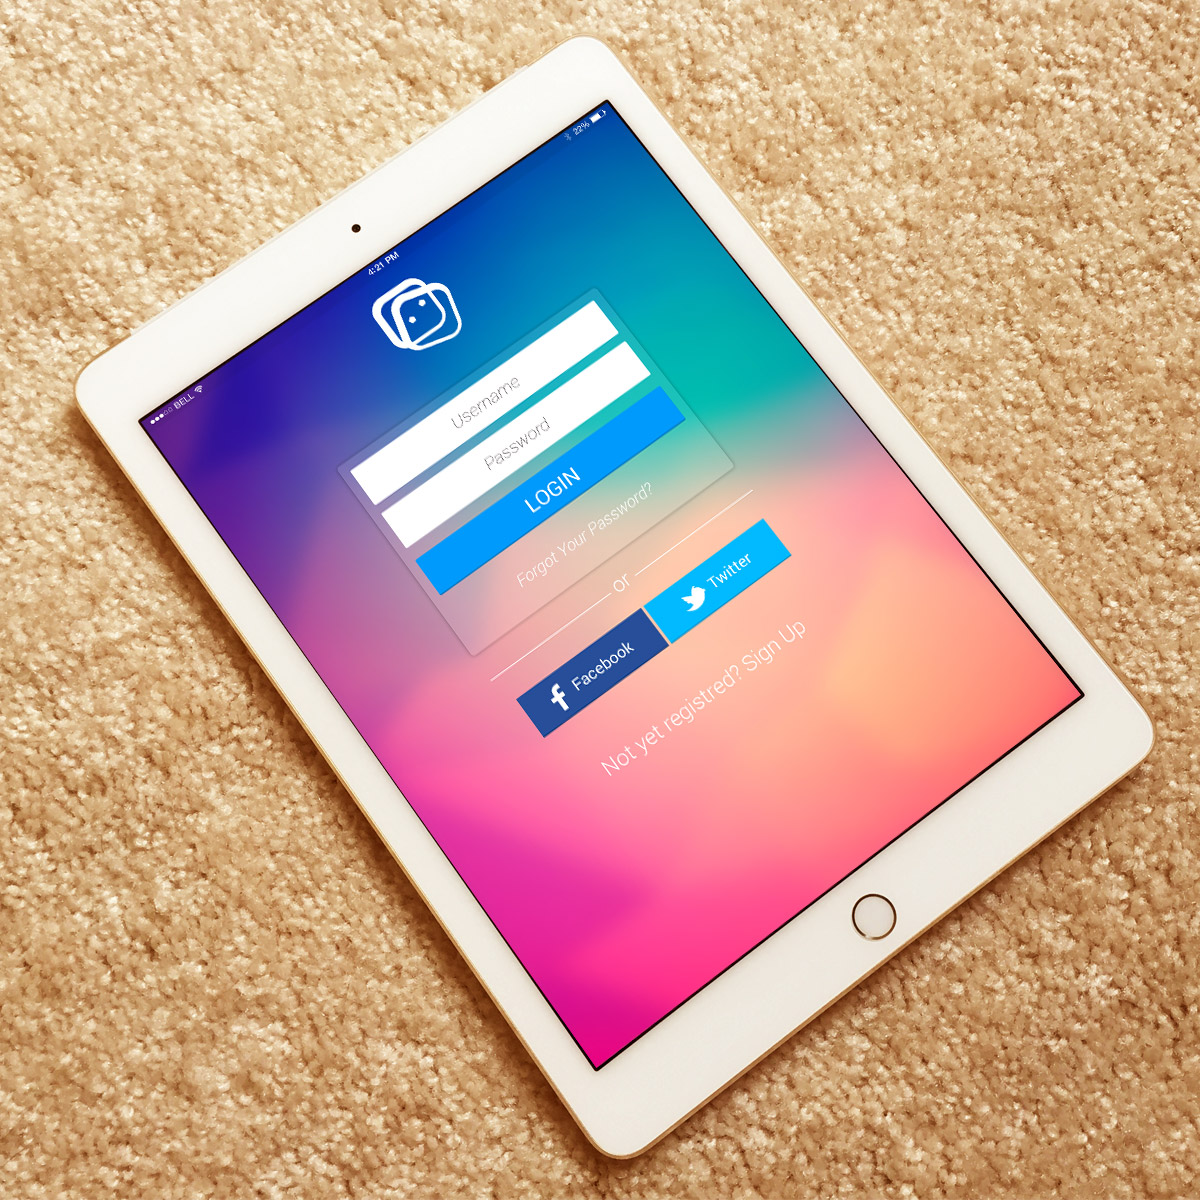 BELL 4:21 PM 22%
Username
Password
LOGIN
Forgot Your Password?
or
Facebook Twitter
Not yet registred? Sign Up